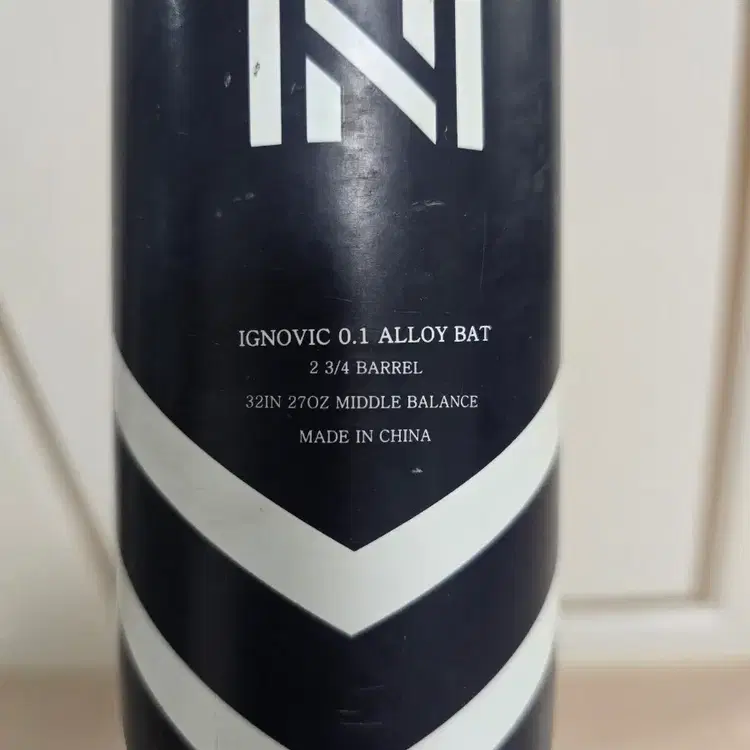 IGNOVIC 0.1 ALLOY BAT
2 3/4 BARREL
32IN 27OZ MIDDLE BALANCE
MADE IN CHINA